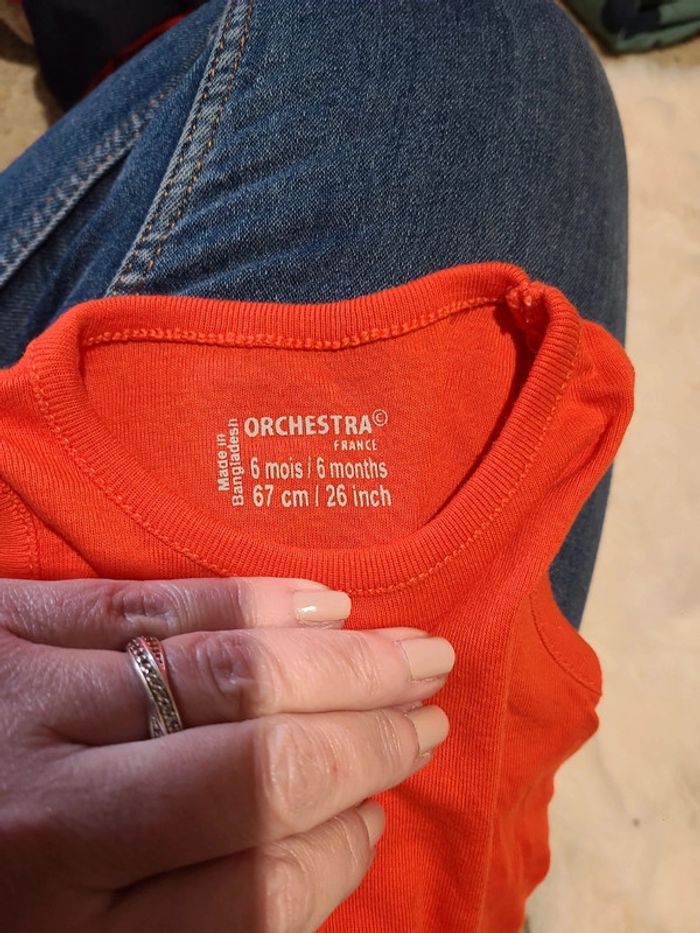 ORCHESTRA©
FRANCE
6 mois / 6 months
67 cm / 26 inch
Made in
Bangladesh